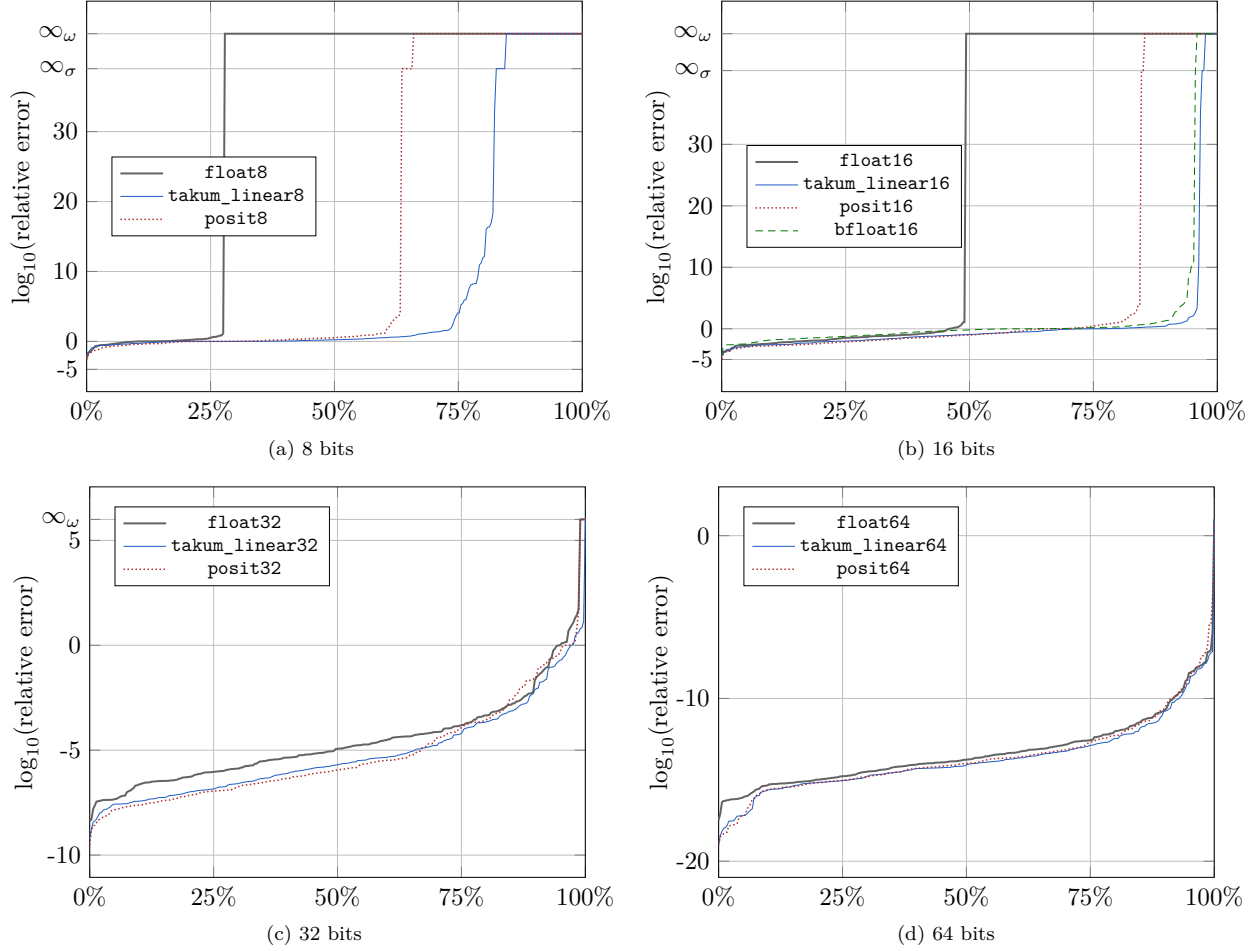 ∞ω
∞σ
30
20
10
0
-5
log10(relative error)
float8
takum_linear8
posit8
0% 25% 50% 75% 100%
(a) 8 bits
∞ω
∞σ
30
20
10
0
-5
log10(relative error)
float16
takum_linear16
posit16
bfloat16
0% 25% 50% 75% 100%
(b) 16 bits
∞ω
5
0
-5
-10
log10(relative error)
float32
takum_linear32
posit32
0% 25% 50% 75% 100%
(c) 32 bits
0
-10
-20
log10(relative error)
float64
takum_linear64
posit64
0% 25% 50% 75% 100%
(d) 64 bits